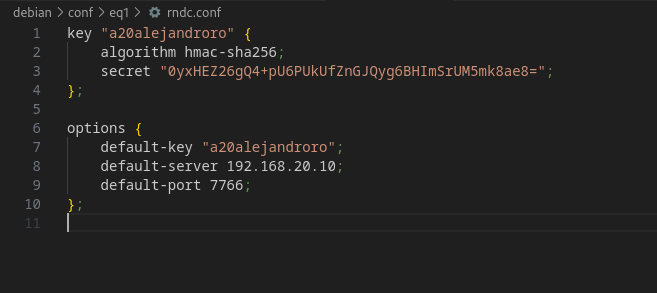 debian > conf > eq1 > rndc.conf
1 key "a20alejandroro" {
2 algorithm hmac-sha256;
3 secret "0yxHEZ26gQ4+pU6PUkUfZnGJQyg6BHImSrUM5mk8ae8=";
4 };
5
6 options {
7 default-key "a20alejandroro";
8 default-server 192.168.20.10;
9 default-port 7766;
10 };
11